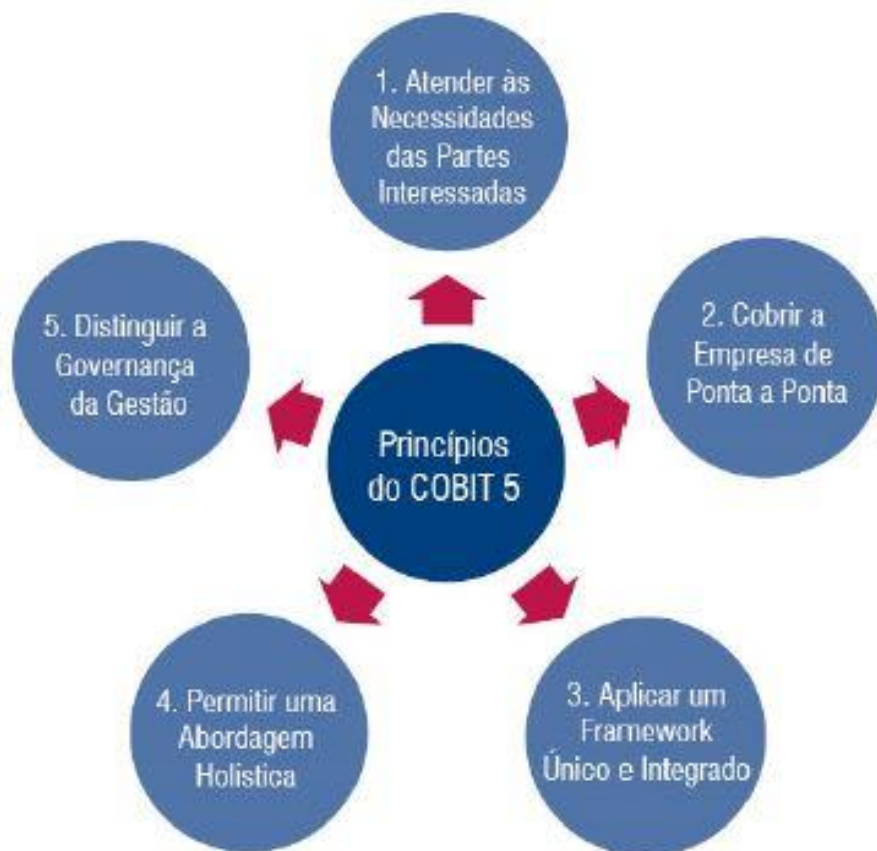 1. Atender às
Necessidades
das Partes
Interessadas
2. Cobrir a
Empresa de
Ponta a Ponta
3. Aplicar um
Framework
Único e Integrado
4. Permitir uma
Abordagem
Holística
5. Distinguir a
Governança
da Gestão
Princípios
do COBIT 5